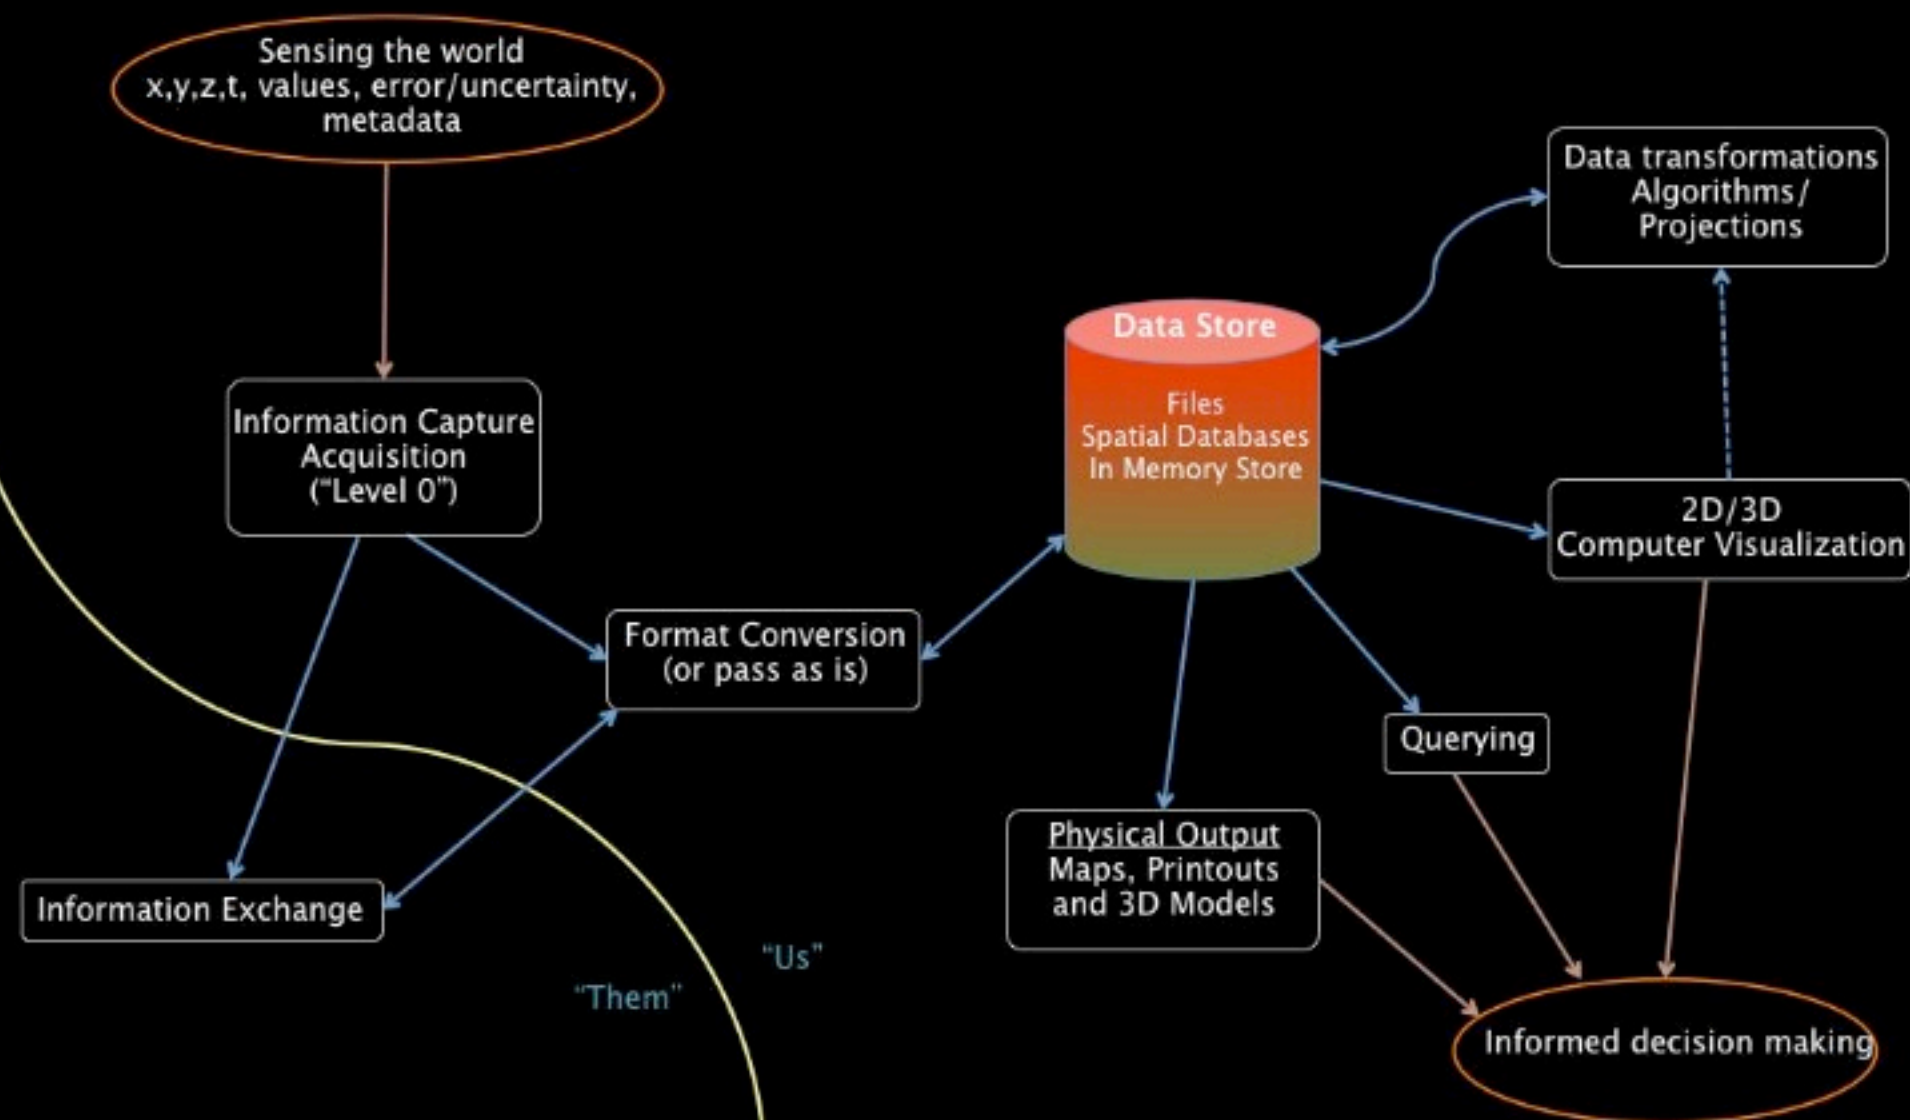 Sensing the world
x,y,z,t, values, error/uncertainty,
metadata
Data transformations
Algorithms/
Projections
Data Store
Files
Spatial Databases
In Memory Store
Information Capture
Acquisition
(“Level 0”)
2D/3D
Computer Visualization
Format Conversion
(or pass as is)
Querying
Physical Output
Maps, Printouts
and 3D Models
Information Exchange
“Us”
“Them”
Informed decision making